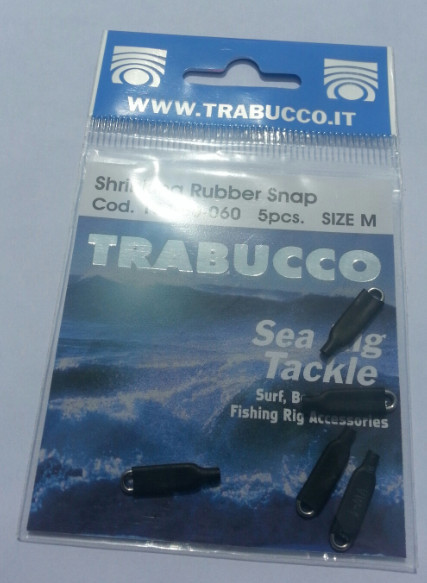 WWW.TRABUCCO.IT
Rubber Snap
Cod. 5pcs. SIZE M
TRABUCCO
Sea
Tackle
Surf,
Fishing Rig Accessories